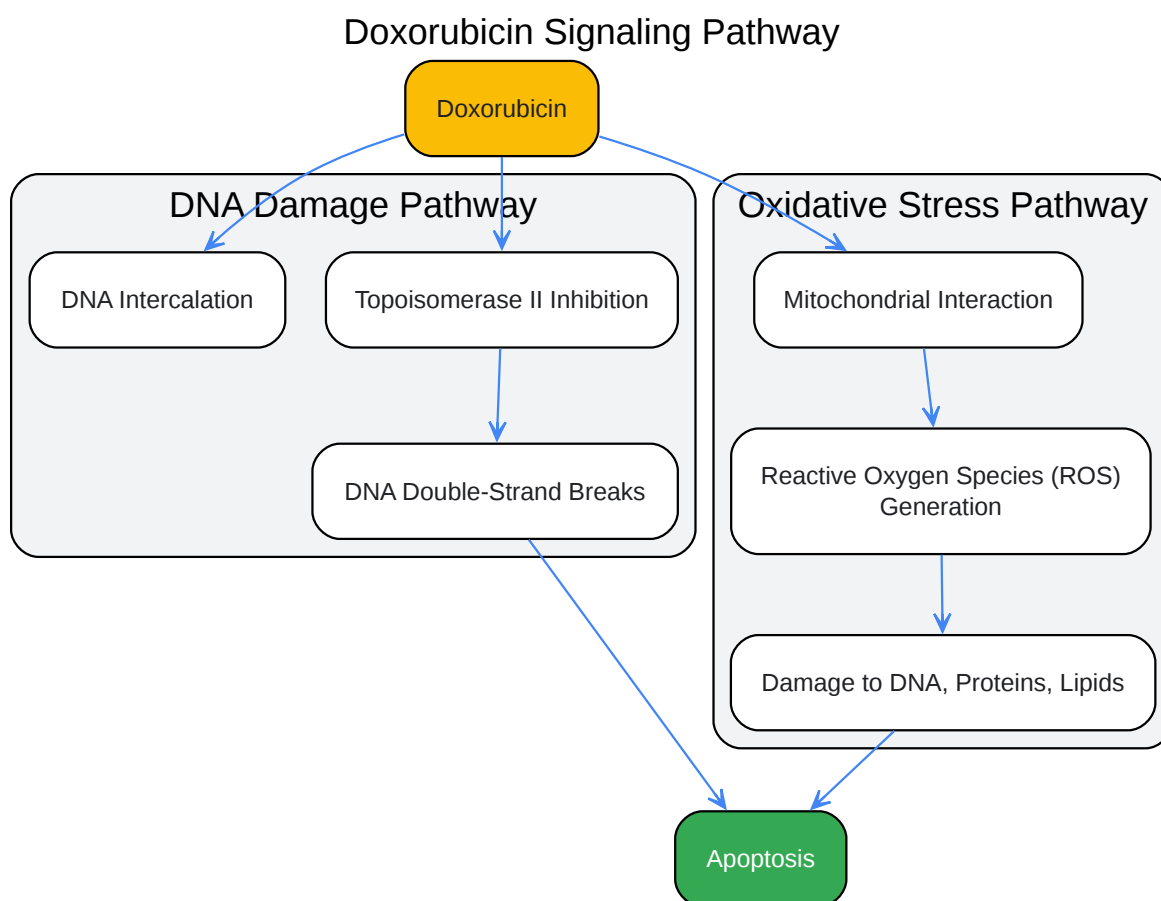 Doxorubicin Signaling Pathway
Doxorubicin
DNA Damage Pathway
Oxidative Stress Pathway
DNA Intercalation
Topoisomerase II Inhibition
Mitochondrial Interaction
DNA Double-Strand Breaks
Reactive Oxygen Species (ROS)
Generation
Damage to DNA, Proteins, Lipids
Apoptosis